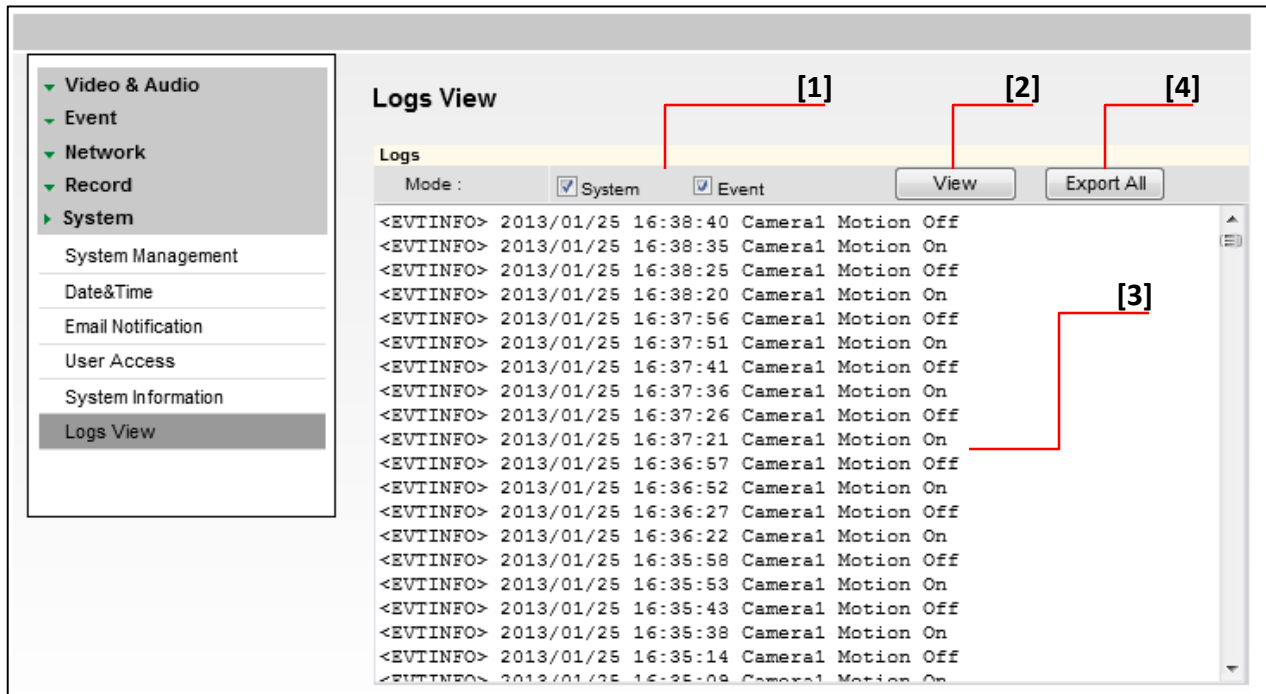 Video & Audio
Event
Network
Record
System
System Management
Date&Time
Email Notification
User Access
System Information
Logs View
Logs View
[1] [2] [4]
Logs
Mode : System Event View Export All
<EVTINFO> 2013/01/25 16:38:40 Camera1 Motion Off
<EVTINFO> 2013/01/25 16:38:35 Camera1 Motion On
<EVTINFO> 2013/01/25 16:38:25 Camera1 Motion Off
<EVTINFO> 2013/01/25 16:38:20 Camera1 Motion On
[3]
<EVTINFO> 2013/01/25 16:37:56 Camera1 Motion Off
<EVTINFO> 2013/01/25 16:37:51 Camera1 Motion On
<EVTINFO> 2013/01/25 16:37:41 Camera1 Motion Off
<EVTINFO> 2013/01/25 16:37:36 Camera1 Motion On
<EVTINFO> 2013/01/25 16:37:26 Camera1 Motion Off
<EVTINFO> 2013/01/25 16:37:21 Camera1 Motion On
<EVTINFO> 2013/01/25 16:36:57 Camera1 Motion Off
<EVTINFO> 2013/01/25 16:36:52 Camera1 Motion On
<EVTINFO> 2013/01/25 16:36:27 Camera1 Motion Off
<EVTINFO> 2013/01/25 16:36:22 Camera1 Motion On
<EVTINFO> 2013/01/25 16:35:58 Camera1 Motion Off
<EVTINFO> 2013/01/25 16:35:53 Camera1 Motion On
<EVTINFO> 2013/01/25 16:35:43 Camera1 Motion Off
<EVTINFO> 2013/01/25 16:35:38 Camera1 Motion On
<EVTINFO> 2013/01/25 16:35:14 Camera1 Motion Off
<EVTINFO> 2013/01/25 16:35:09 Camera1 Motion On